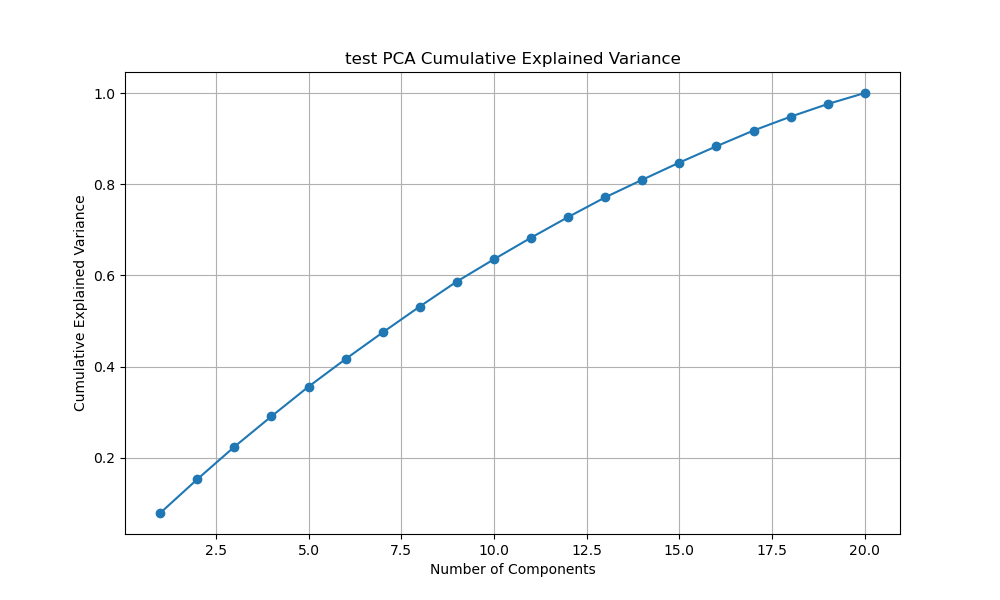 test PCA Cumulative Explained Variance
1.0
0.8
0.6
0.4
0.2
Cumulative Explained Variance
2.5 5.0 7.5 10.0 12.5 15.0 17.5 20.0
Number of Components